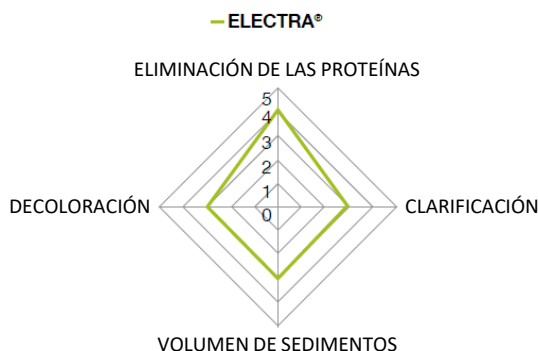 ELECTRA®
ELIMINACIÓN DE LAS PROTEÍNAS
5
4
3
2
1
0
DECOLORACIÓN
CLARIFICACIÓN
VOLUMEN DE SEDIMENTOS